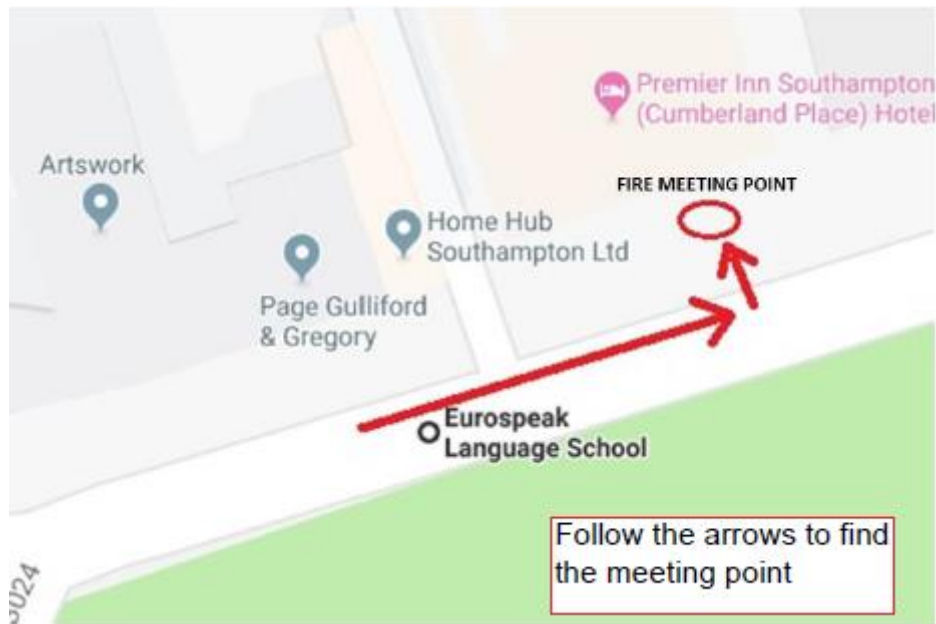 Premier Inn Southampton
(Cumberland Place) Hotel
Artswork
FIRE MEETING POINT
Home Hub
Southampton Ltd
Page Gulliford
& Gregory
Eurospeak
Language School
Follow the arrows to find
the meeting point